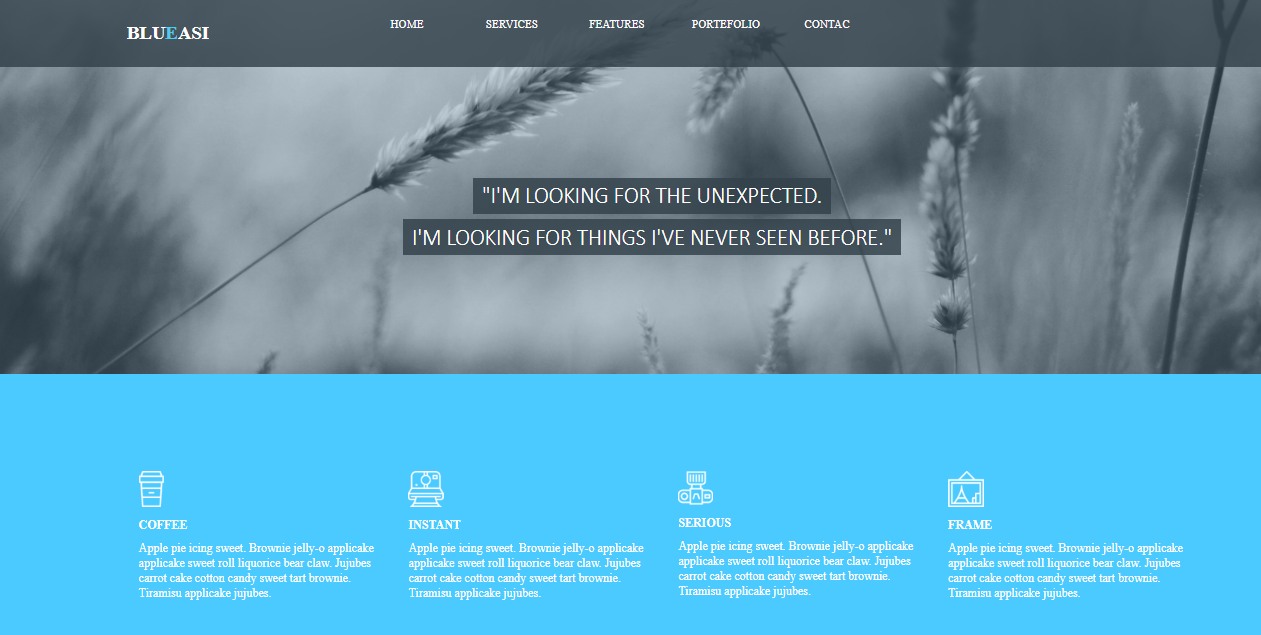 BLUEASI
HOME SERVICES FEATURES PORTEFOLIO CONTAC
"I'M LOOKING FOR THE UNEXPECTED.
I'M LOOKING FOR THINGS I'VE NEVER SEEN BEFORE."
COFFEE
Apple pie icing sweet. Brownie jelly-o applicake
applicake sweet roll liquorice bear claw. Jujubes
carrot cake cotton candy sweet tart brownie.
Tiramisu applicake jujubes.
INSTANT
Apple pie icing sweet. Brownie jelly-o applicake
applicake sweet roll liquorice bear claw. Jujubes
carrot cake cotton candy sweet tart brownie.
Tiramisu applicake jujubes.
SERIOUS
Apple pie icing sweet. Brownie jelly-o applicake
applicake sweet roll liquorice bear claw. Jujubes
carrot cake cotton candy sweet tart brownie.
Tiramisu applicake jujubes.
FRAME
Apple pie icing sweet. Brownie jelly-o applicake
applicake sweet roll liquorice bear claw. Jujubes
carrot cake cotton candy sweet tart brownie.
Tiramisu applicake jujubes.